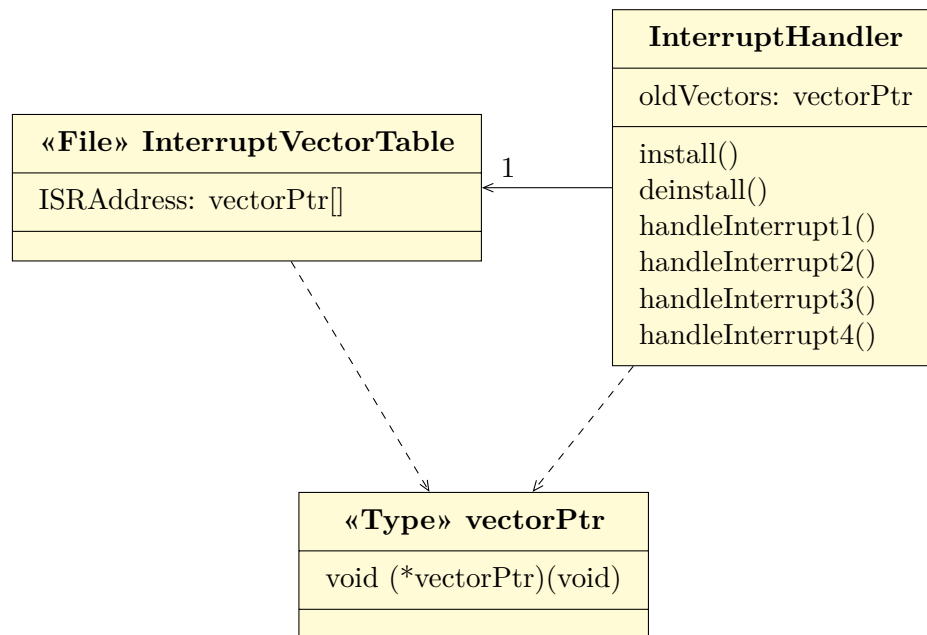 InterruptHandler
oldVectors: vectorPtr
install()
deinstall()
handleInterrupt1()
handleInterrupt2()
handleInterrupt3()
handleInterrupt4()
«File» InterruptVectorTable
ISRAddress: vectorPtr[]
1
«Type» vectorPtr
void (*vectorPtr)(void)